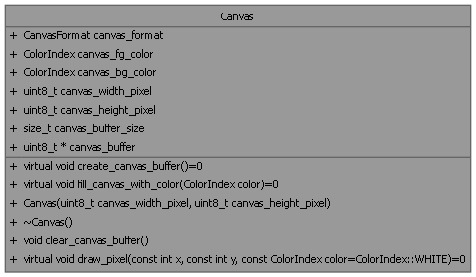 Canvas
+ CanvasFormat canvas_format
+ ColorIndex canvas_fg_color
+ ColorIndex canvas_bg_color
+ uint8_t canvas_width_pixel
+ uint8_t canvas_height_pixel
+ size_t canvas_buffer_size
+ uint8_t * canvas_buffer
+ virtual void create_canvas_buffer()=0
+ virtual void fill_canvas_with_color(ColorIndex color)=0
+ Canvas(uint8_t canvas_width_pixel, uint8_t canvas_height_pixel)
+ ~Canvas()
+ void clear_canvas_buffer()
+ virtual void draw_pixel(const int x, const int y, const ColorIndex color=ColorIndex::WHITE)=0